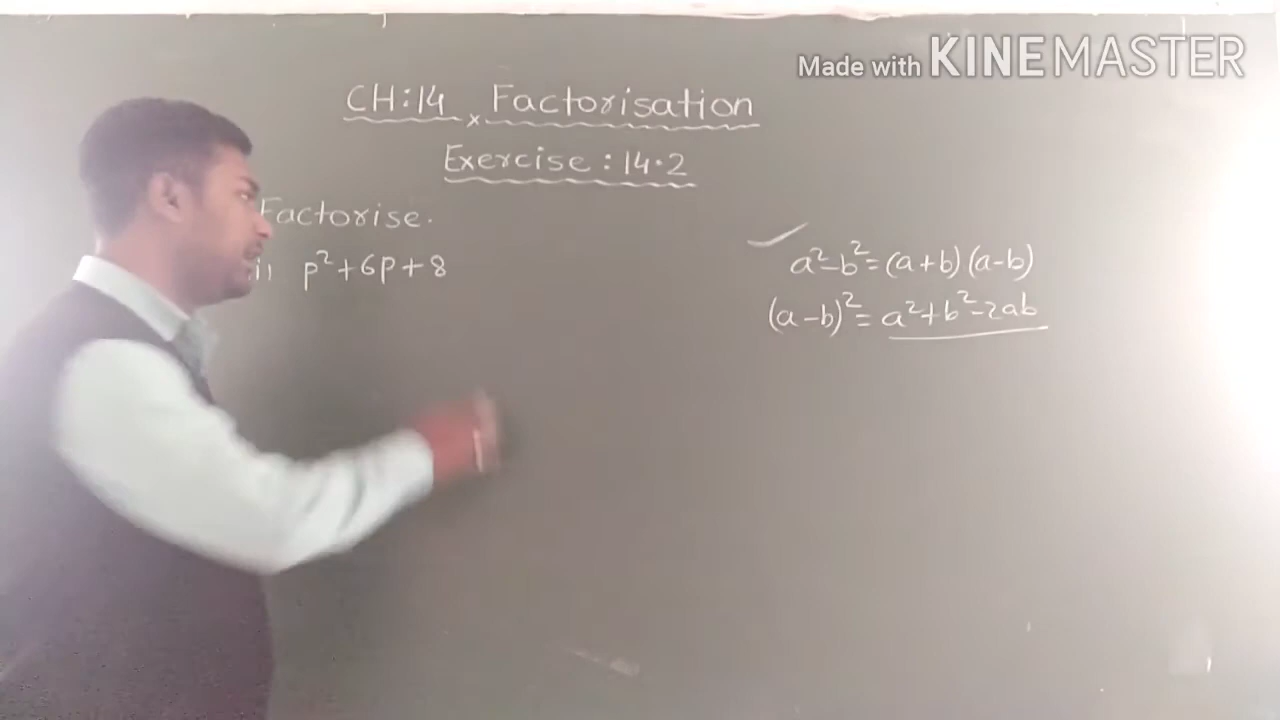 Made with KINEMASTER
CH:14 Factorisation
Exercise: 14.2
Factorise.
i) p²+6p+8
a²-b²=(a+b)(a-b)
(a-b)²= a²+b²-2ab